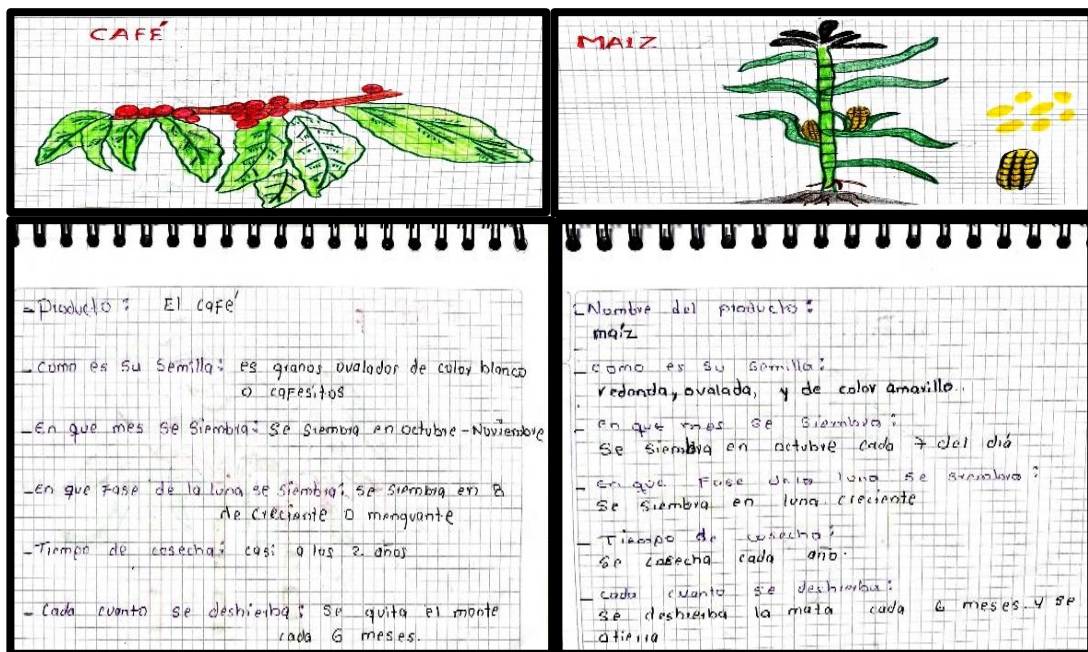 CAFÉ
- Producto: El café
- Como es su semilla: es granos ovalados de color blanco
o cafesitos
- En que mes se siembra: Se siembra en octubre - Noviembre
- En que Fase de la luna se siembra: se siembra en 8
de creciente o menguante
- Tiempo de cosecha: casi a los 2 años
- Cada cuanto se deshierba: Se quita el monte
cada 6 meses.
MAIZ
- Nombre del producto:
maíz
- como es su semilla:
redonda, ovalada, y de color amarillo.
- en que mes se siembra:
Se siembra en octubre cada 7 del diá
- en que Fase de la luna se siembra:
Se siembra en luna creciente
- Tiempo de cosecha:
Se cosecha cada año.
- cada cuanto se deshierba:
Se deshierba la mata cada 6 meses y se
atierra